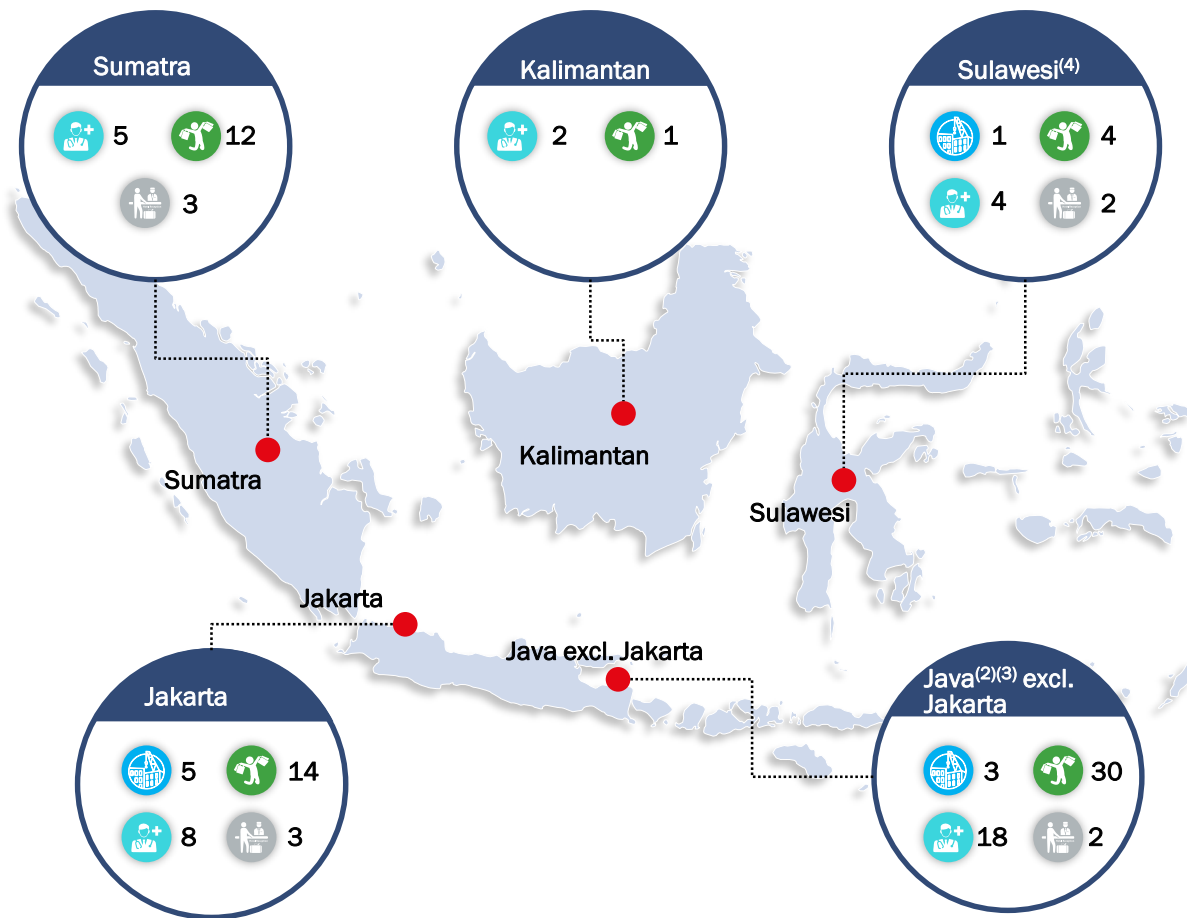 Sumatra
5 12
3
Kalimantan
2 1
Sulawesi(4)
1 4
4 2
Sumatra
Kalimantan
Sulawesi
Jakarta
Java excl. Jakarta
Jakarta
5 14
8 3
Java(2)(3) excl.
Jakarta
3 30
18 2